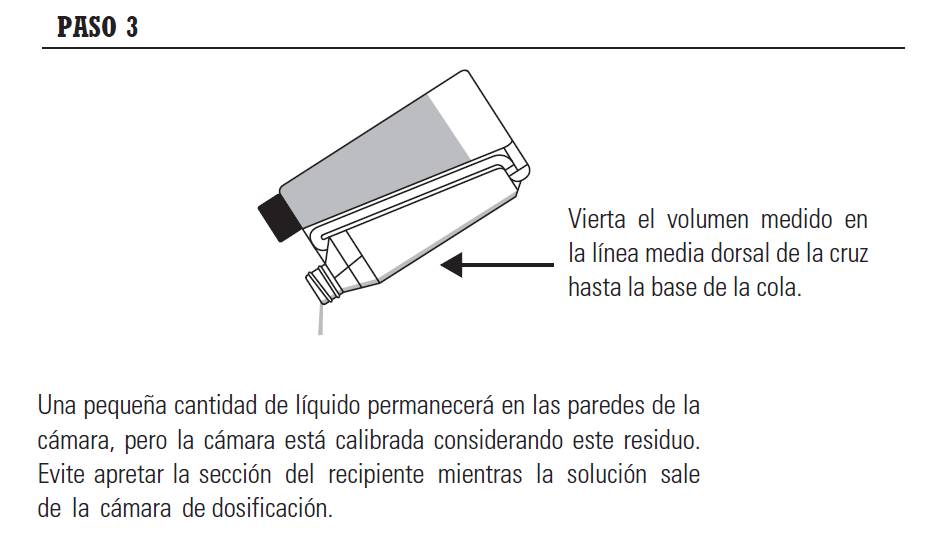 PASO 3
Vierta el volumen medido en
la línea media dorsal de la cruz
hasta la base de la cola.
Una pequeña cantidad de líquido permanecerá en las paredes de la
cámara, pero la cámara está calibrada considerando este residuo.
Evite apretar la sección del recipiente mientras la solución sale
de la cámara de dosificación.